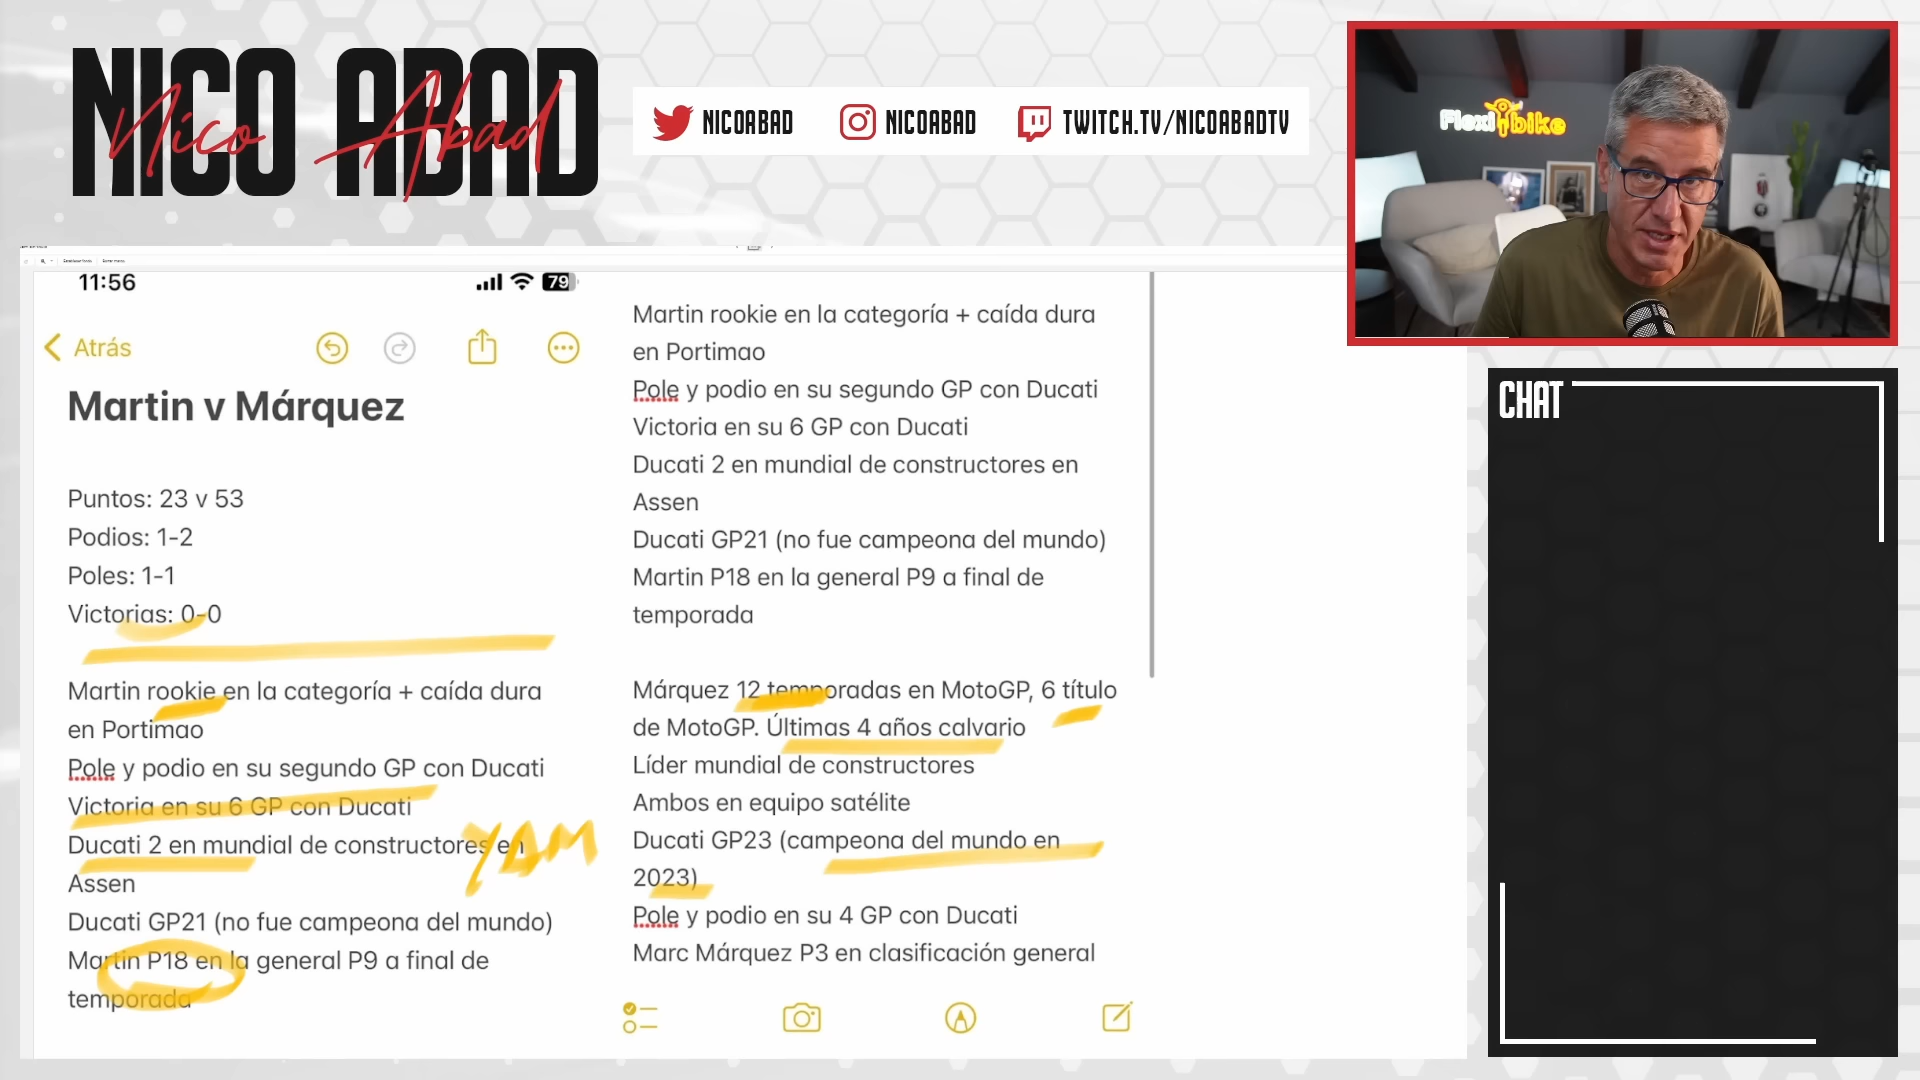 NICO ABAD
Nico Abad
NICOABAD
NICOABAD
TWITCH.TV/NICOABADTV
Flexi bike
11:56
79
Atrás
Martin v Márquez
Puntos: 23 v 53
Podios: 1-2
Poles: 1-1
Victorias: 0-0
Martin rookie en la categoría + caída dura
en Portimao
Pole y podio en su segundo GP con Ducati
Victoria en su 6 GP con Ducati
Ducati 2 en mundial de constructores en
Assen
YAM
Ducati GP21 (no fue campeona del mundo)
Martin P18 en la general P9 a final de
temporada
Martin rookie en la categoría + caída dura
en Portimao
Pole y podio en su segundo GP con Ducati
Victoria en su 6 GP con Ducati
Ducati 2 en mundial de constructores en
Assen
Ducati GP21 (no fue campeona del mundo)
Martin P18 en la general P9 a final de
temporada
Márquez 12 temporadas en MotoGP, 6 título
de MotoGP. Últimas 4 años calvario
Líder mundial de constructores
Ambos en equipo satélite
Ducati GP23 (campeona del mundo en
2023)
Pole y podio en su 4 GP con Ducati
Marc Márquez P3 en clasificación general
CHAT